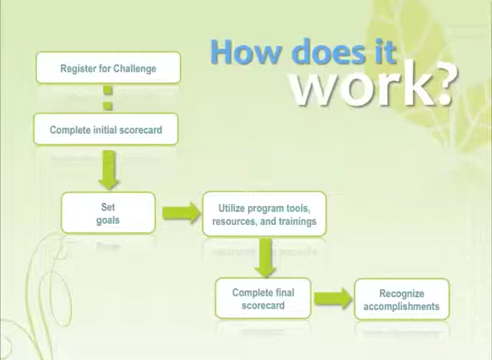 How does it
work?
Register for Challenge
Complete initial scorecard
Set
goals
Utilize program tools,
resources, and trainings
Complete final
scorecard
Recognize
accomplishments